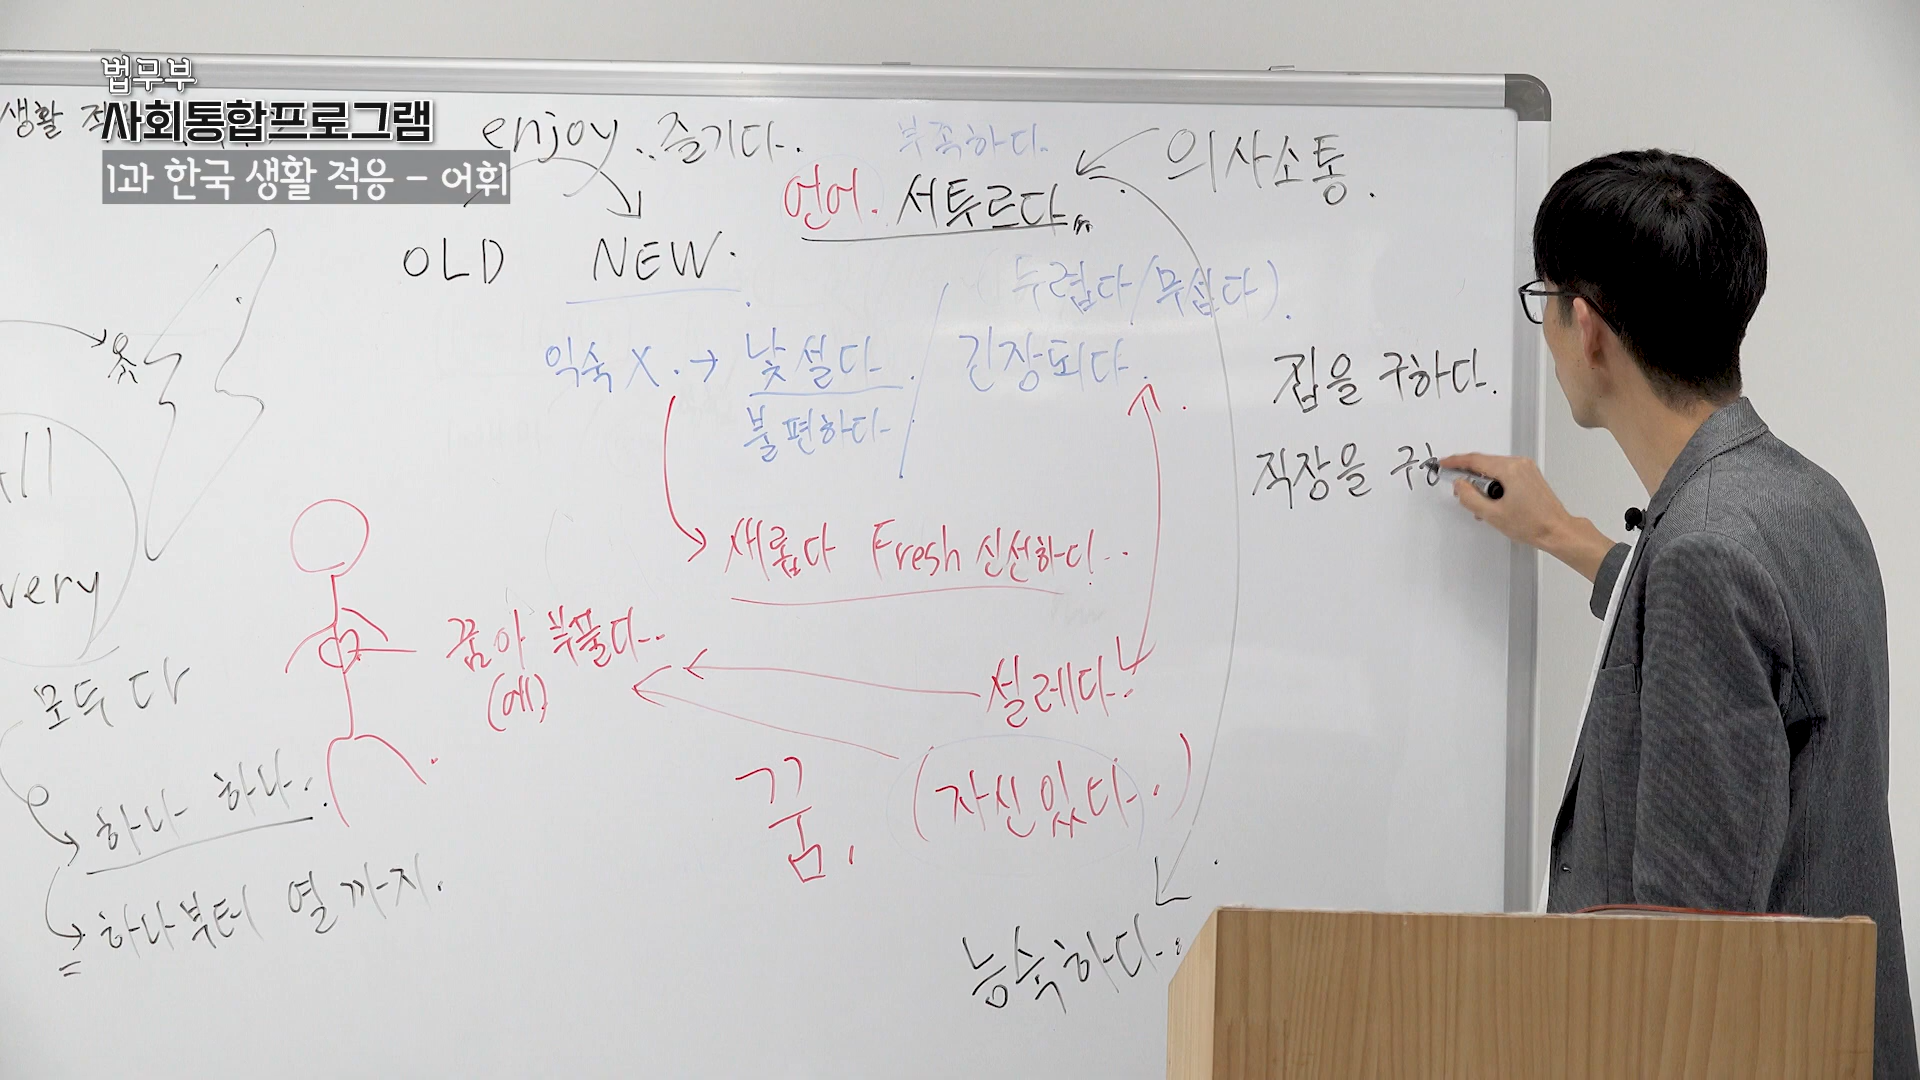 법무부
사회통합프로그램
1과 한국 생활 적응 - 어휘
생활
enjoy.. 즐기다.
부족하다.
의사소통.
언어. 서투르다..
OLD NEW.
두렵다/무섭다).
익숙 X. → 낯설다. / 긴장되다.
불편하다
집을 구하다.
직장을 구하
all
very
새롭다 Fresh 신선하다..
꿈아 부풀다..
(에)
설레다.
모두 다
꿈, (자신있다.)
하나 하나.
하나부터 열까지.
능숙하다..